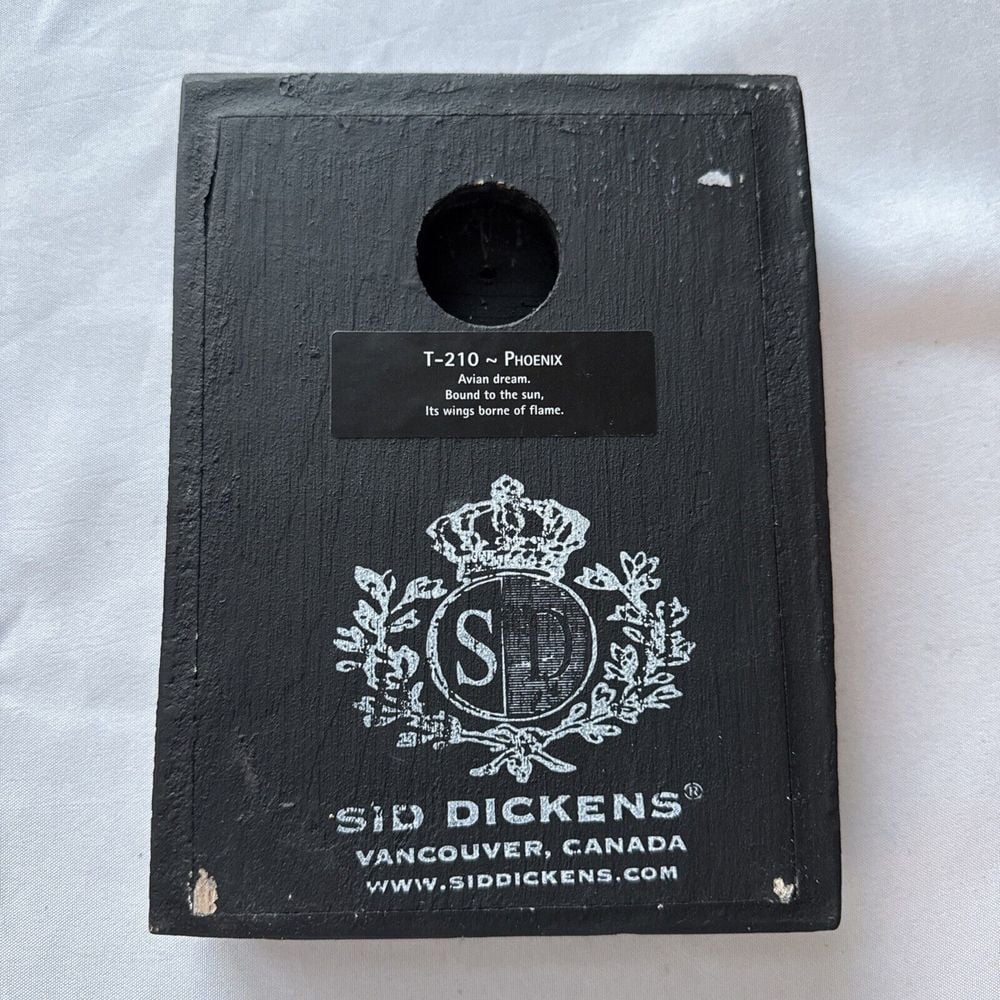 T-210 ~ PHOENIX
Avian dream.
Bound to the sun,
Its wings borne of flame.
SD
SID DICKENS®
VANCOUVER, CANADA
WWW.SIDDICKENS.COM